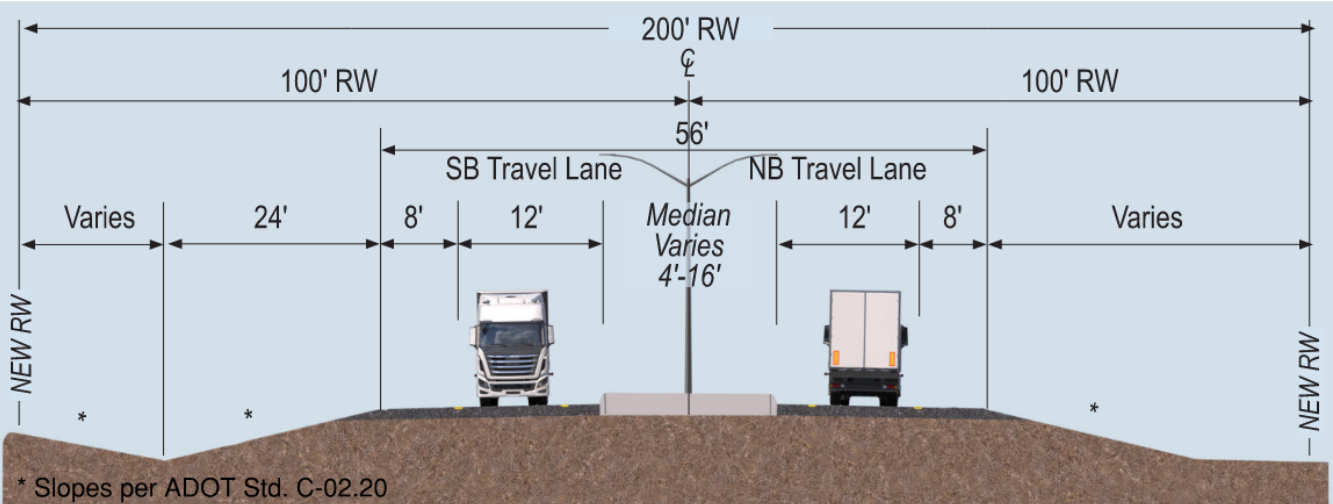 200' RW
℄
100' RW
100' RW
56'
SB Travel Lane
NB Travel Lane
Varies
24'
8'
12'
Median
Varies
4'-16'
12'
8'
Varies
NEW RW
NEW RW
*
*
*
* Slopes per ADOT Std. C-02.20